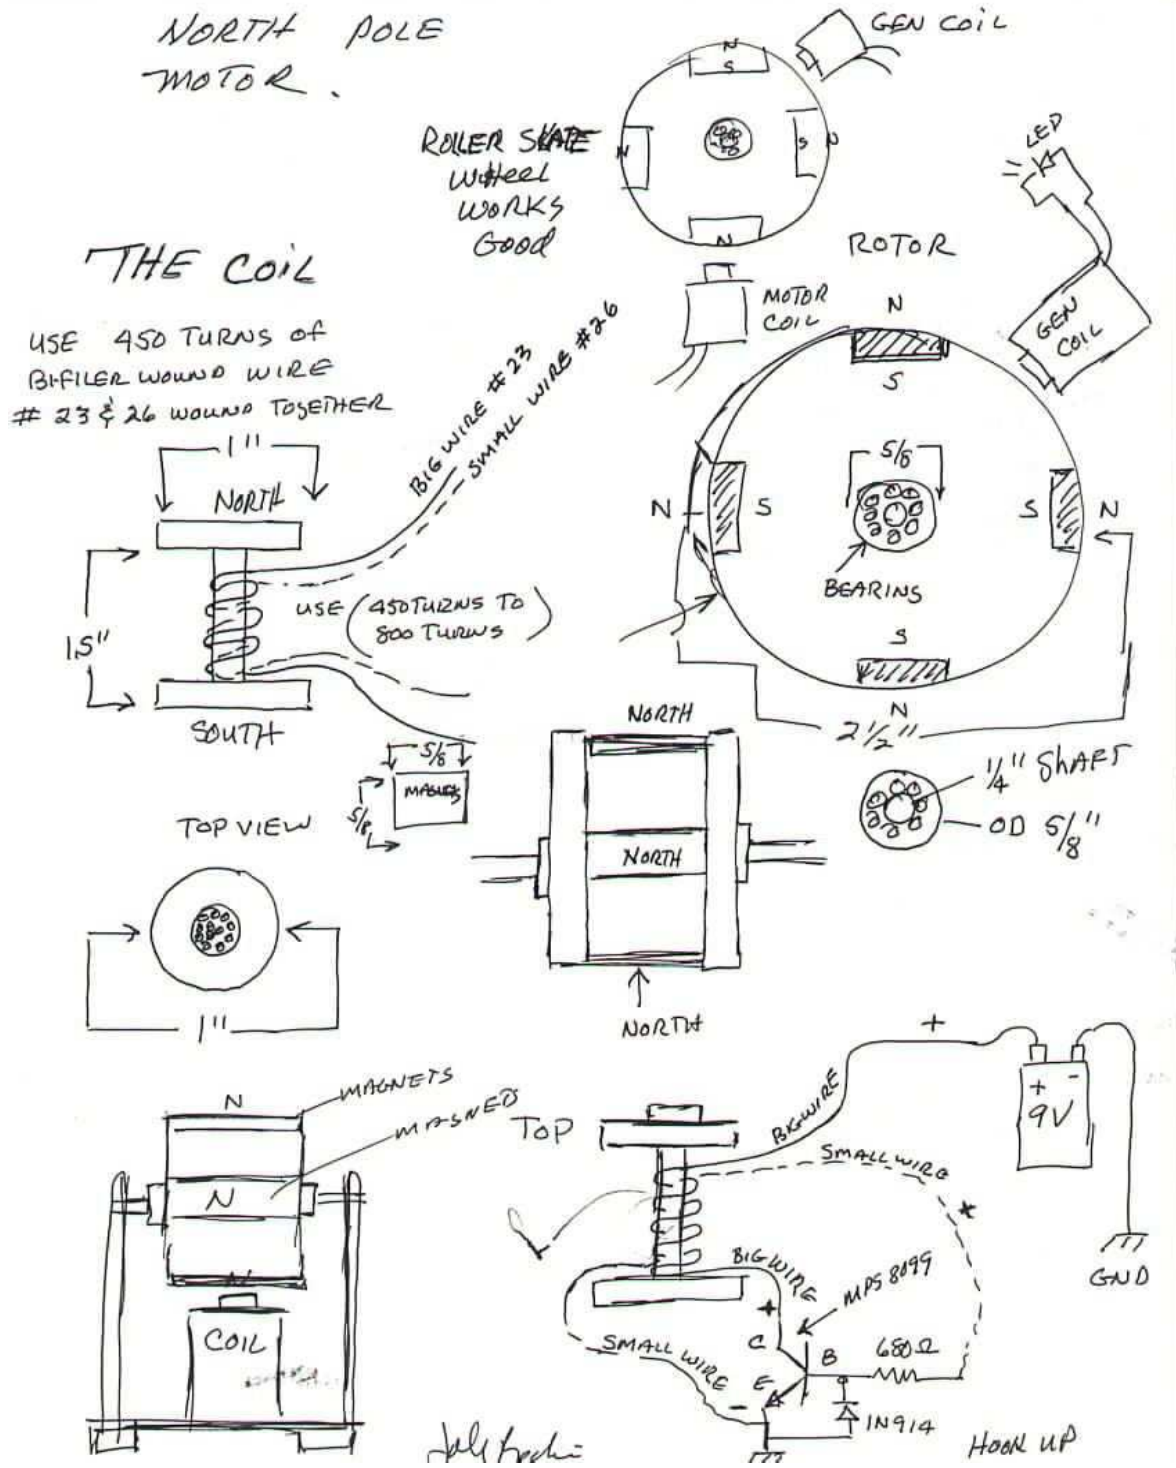 NORTH POLE
MOTOR.
GEN COIL
N
S
N
S
N
N
ROLLER SKATE
WHEEL
WORKS
GOOD
MOTOR
COIL
LED
GEN
COIL
ROTOR
N
S
N
S
S
N
S
N
5/8
BEARING
2 1/2"
1/4" SHAFT
OD 5/8"
THE COIL
USE 450 TURNS OF
BIFILER WOUND WIRE
# 23 & 26 WOUND TOGETHER
1"
NORTH
BIG WIRE # 23
SMALL WIRE # 26
USE (450 TURNS TO
800 TURNS)
1.5"
SOUTH
5/8
MAGNET
5/8
TOP VIEW
1"
NORTH
NORTH
NORTH
N
MAGNETS
MAGNETS
N
N
COIL
TOP
BIG WIRE
+
+ -
9V
GND
SMALL WIRE
+
BIG WIRE
+
MPS 8099
C
B
680Ω
E
SMALL WIRE
-
1N914
HOOK UP